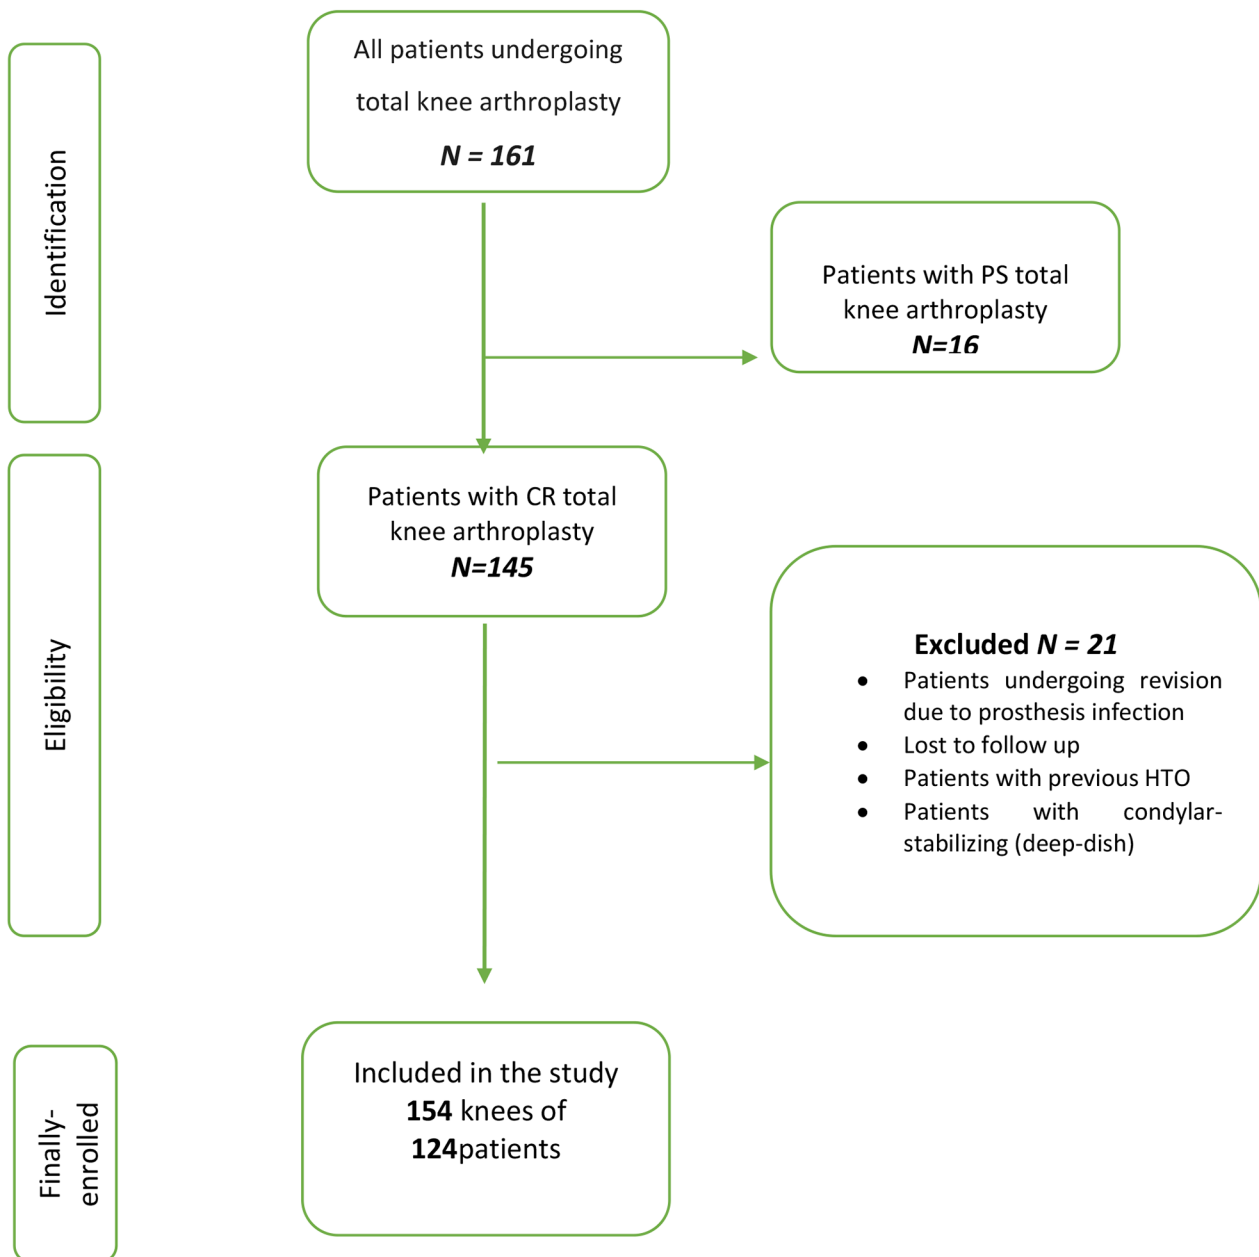 Identification
All patients undergoing
total knee arthroplasty
N = 161
Patients with PS total
knee arthroplasty
N=16
Eligibility
Patients with CR total
knee arthroplasty
N=145
Excluded N = 21
• Patients undergoing revision
due to prosthesis infection
• Lost to follow up
• Patients with previous HTO
• Patients with condylar-
stabilizing (deep-dish)
Finally-
enrolled
Included in the study
154 knees of
124patients